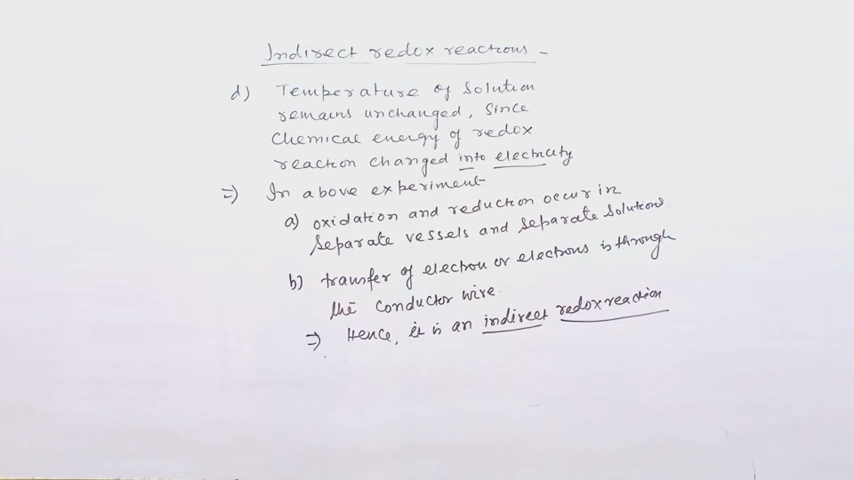 Indirect redox reactions -
d) Temperature of solution
remains unchanged, since
chemical energy of redox
reaction changed into electricity
=) In above experiment
a) oxidation and reduction occur in
separate vessels and separate solutions
b) transfer of electron or electrons is through
the conductor wire.
=) Hence, it is an indirect redox reaction